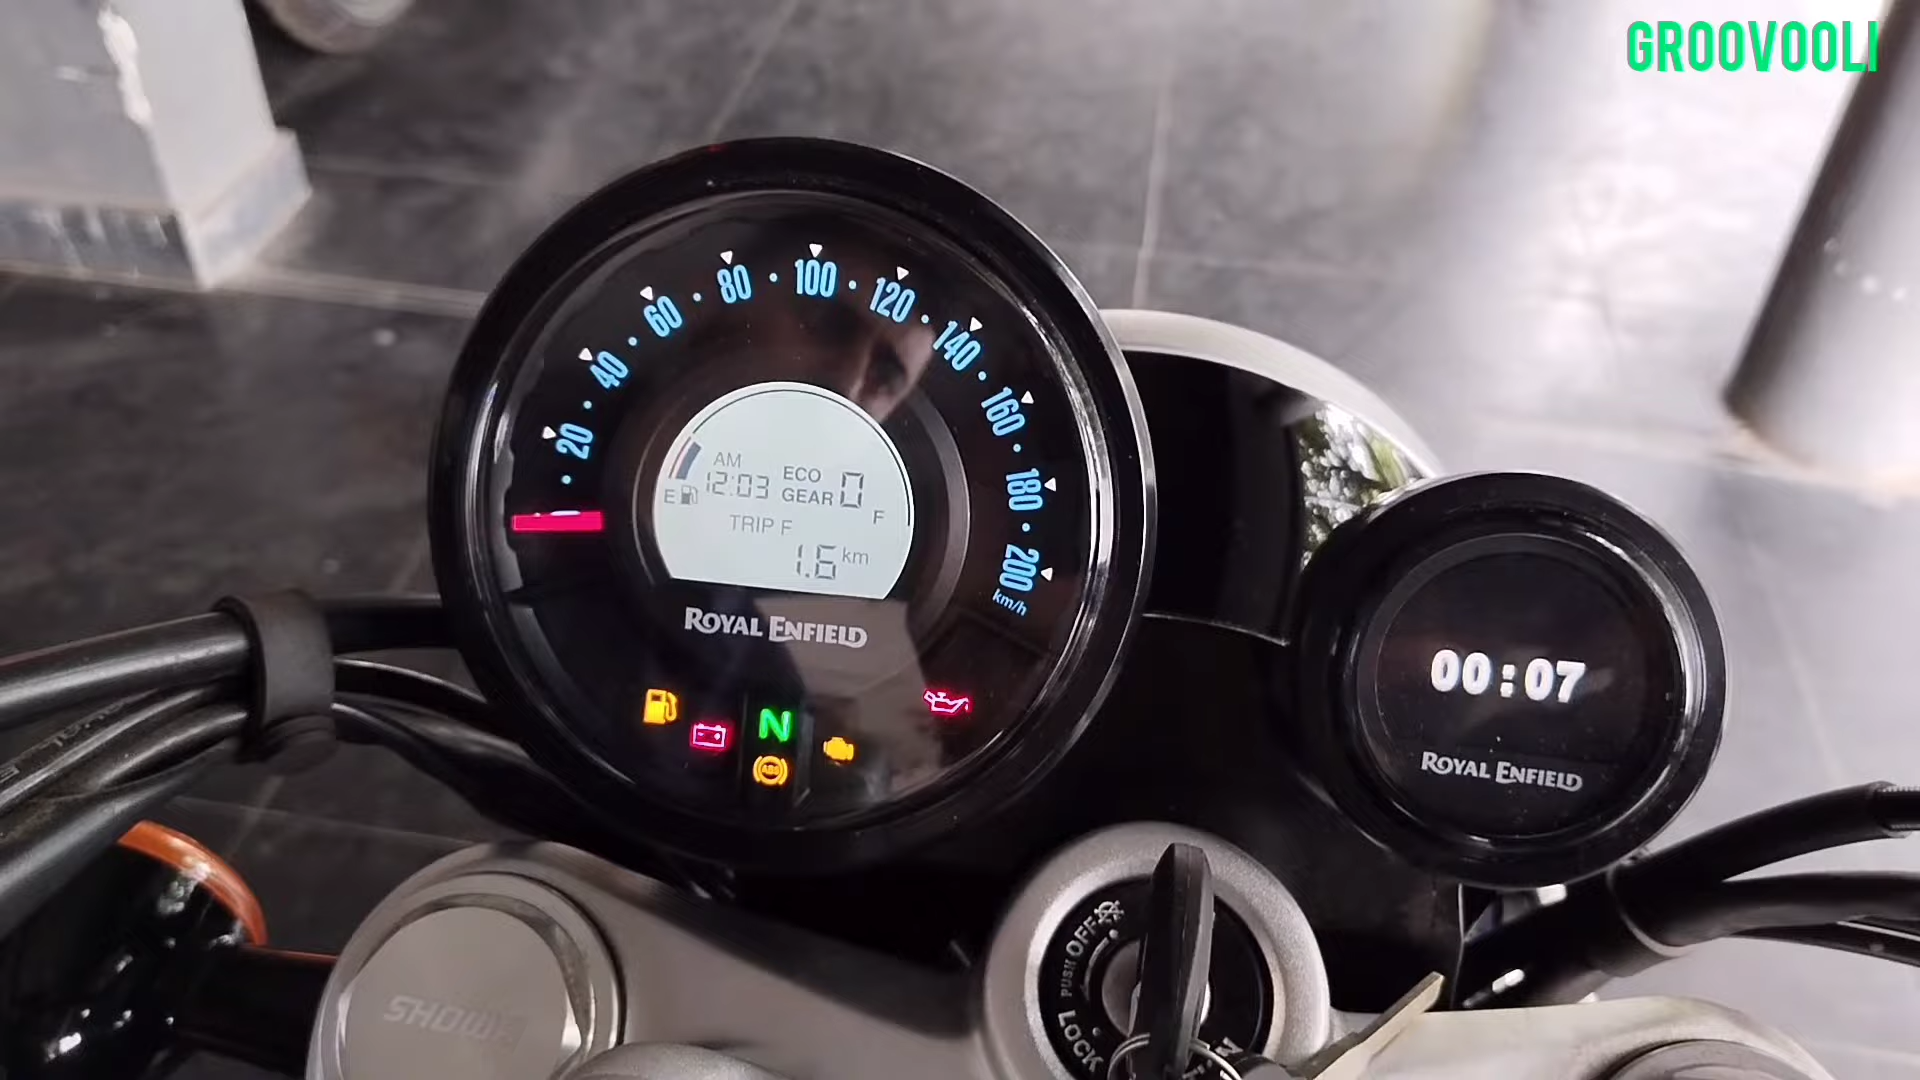 GROOVOOLI
20
40
60
80
100
120
140
160
180
200
km/h
AM
12:03
ECO
GEAR 0
E
F
TRIP F
1.6 km
ROYAL ENFIELD
N
ABS
00:07
ROYAL ENFIELD
OFF
PUSH
LOCK
SHOWA